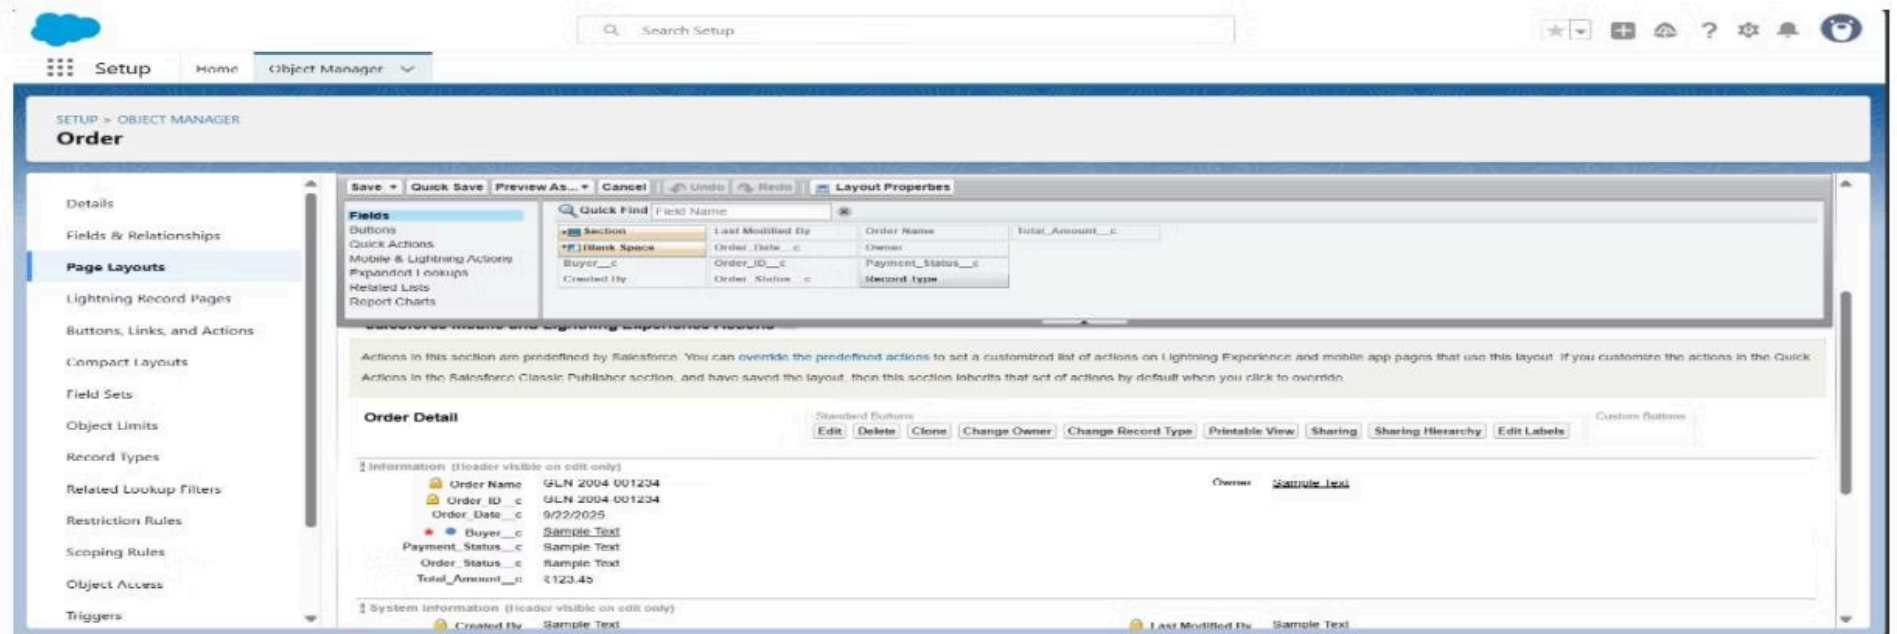 Search Setup
Setup Home Object Manager
SETUP > OBJECT MANAGER
Order
Details
Fields & Relationships
Page Layouts
Lightning Record Pages
Buttons, Links, and Actions
Compact Layouts
Field Sets
Object Limits
Record Types
Related Lookup Filters
Restriction Rules
Scoping Rules
Object Access
Triggers
Save Quick Save Preview As... Cancel Undo Redo Layout Properties
Fields
Buttons
Quick Actions
Mobile & Lightning Actions
Expanded Lookups
Related Lists
Report Charts
Quick Find Field Name
Section Last Modified By Order Name Total_Amount__c
Blank Space Order_Date__c Owner
Buyer__c Order_ID__c Payment_Status__c
Created By Order_Status__c Record Type
Salesforce Mobile and Lightning Experience Actions
Actions in this section are predefined by Salesforce. You can override the predefined actions to set a customized list of actions on Lightning Experience and mobile app pages that use this layout. If you customize the actions in the Quick
Actions in the Salesforce Classic Publisher section, and have saved the layout, then this section inherits that set of actions by default when you click to override.
Order Detail
Standard Buttons
Edit Delete Clone Change Owner Change Record Type Printable View Sharing Sharing Hierarchy Edit Labels
Custom Buttons
Information (Header visible on edit only)
Order Name GLN-2004-001234
Order_ID__c GLN-2004-001234
Order_Date__c 9/22/2025
Buyer__c Sample Text
Payment_Status__c Sample Text
Order_Status__c Sample Text
Total_Amount__c ₹123.45
Owner Sample Text
System Information (Header visible on edit only)
Created By Sample Text
Last Modified By Sample Text